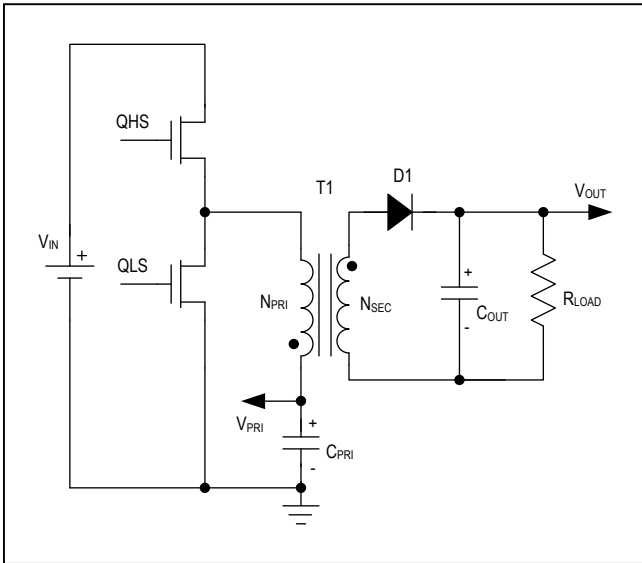 QHS
T1
D1
VOUT
VIN
+
QLS
NPRI
NSEC
+
COUT
-
RLOAD
VPRI
+
CPRI
-